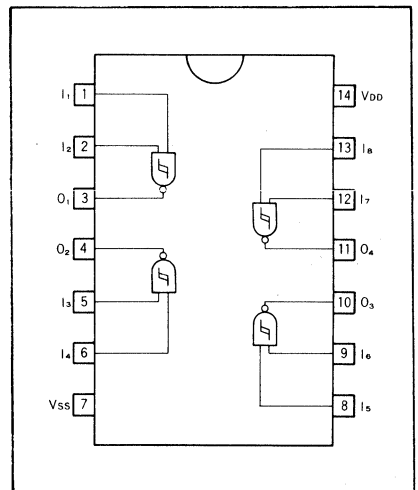 I₁ 1
I₂ 2
O₁ 3
O₂ 4
I₃ 5
I₄ 6
VSS 7
14 VDD
13 I₈
12 I₇
11 O₄
10 O₃
9 I₆
8 I₅